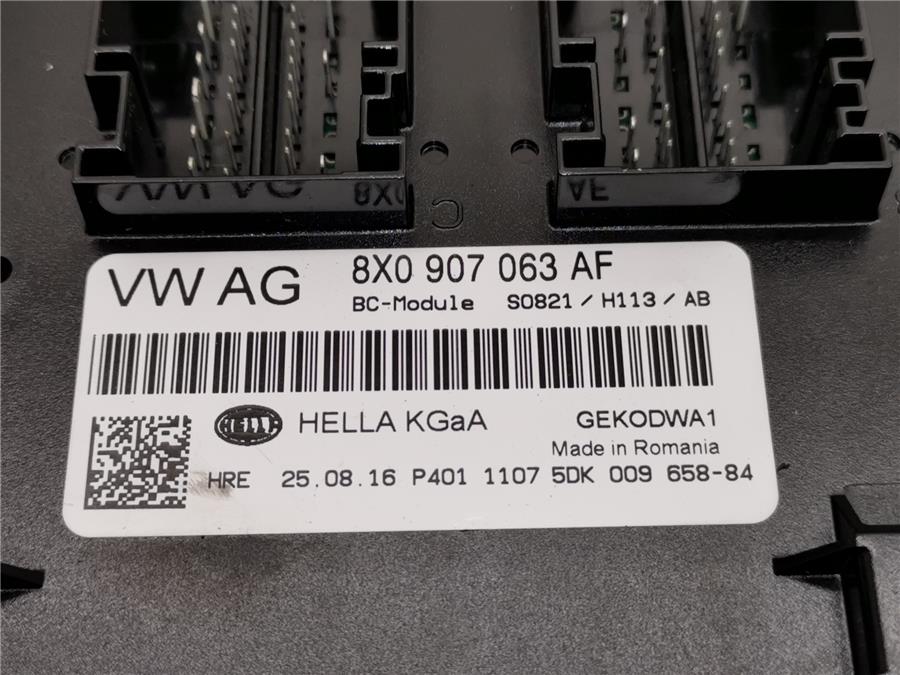 C
VW AG 8X0 907 063 AF
BC-Module S0821 / H113 / AB
HELLA HELLA KGaA GEKODWA1
Made in Romania
HRE 25.08.16 P401 1107 5DK 009 658-84